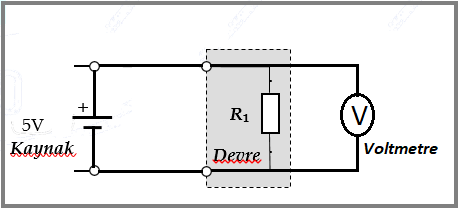 +
5V
Kaynak
R₁
Devre
V
Voltmetre